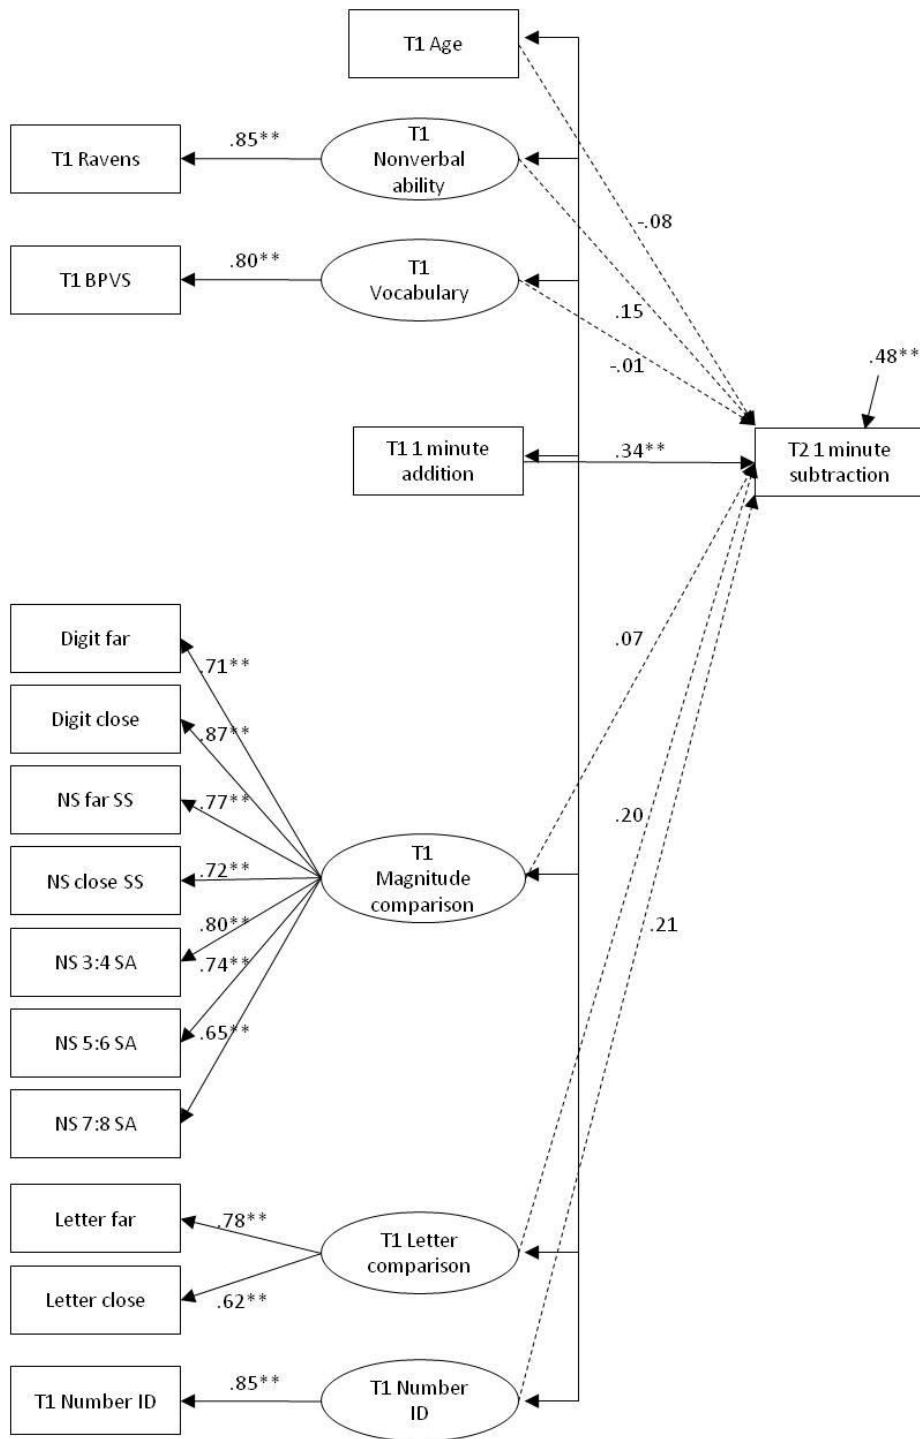 T1 Age
T1 Ravens
.85**
T1
Nonverbal
ability
-.08
T1 BPVS
.80**
T1
Vocabulary
.15
-.01
.48**
T1 1 minute
addition
.34**
T2 1 minute
subtraction
Digit far
.71**
Digit close
.87**
NS far SS
.77**
NS close SS
.72**
T1
Magnitude
comparison
.07
.20
.21
NS 3:4 SA
.80**
NS 5:6 SA
.74**
NS 7:8 SA
.65**
Letter far
.78**
T1 Letter
comparison
Letter close
.62**
T1 Number ID
.85**
T1 Number
ID